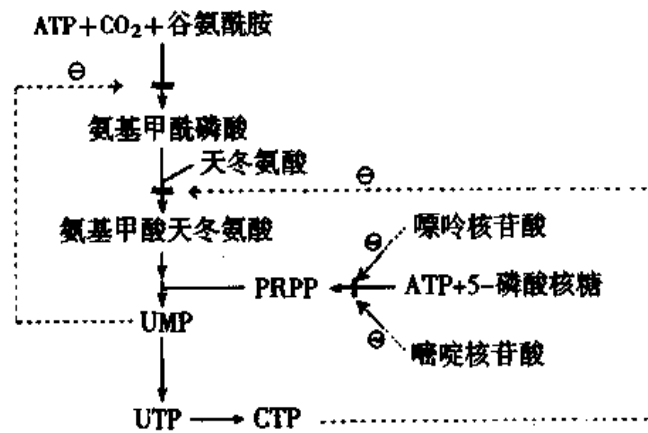 ATP+CO₂+谷氨酰胺
⊖
氨基甲酰磷酸
天冬氨酸
⊖
氨基甲酸天冬氨酸
嘌呤核苷酸
⊖
PRPP
ATP+5-磷酸核糖
UMP
⊖
嘧啶核苷酸
UTP
CTP